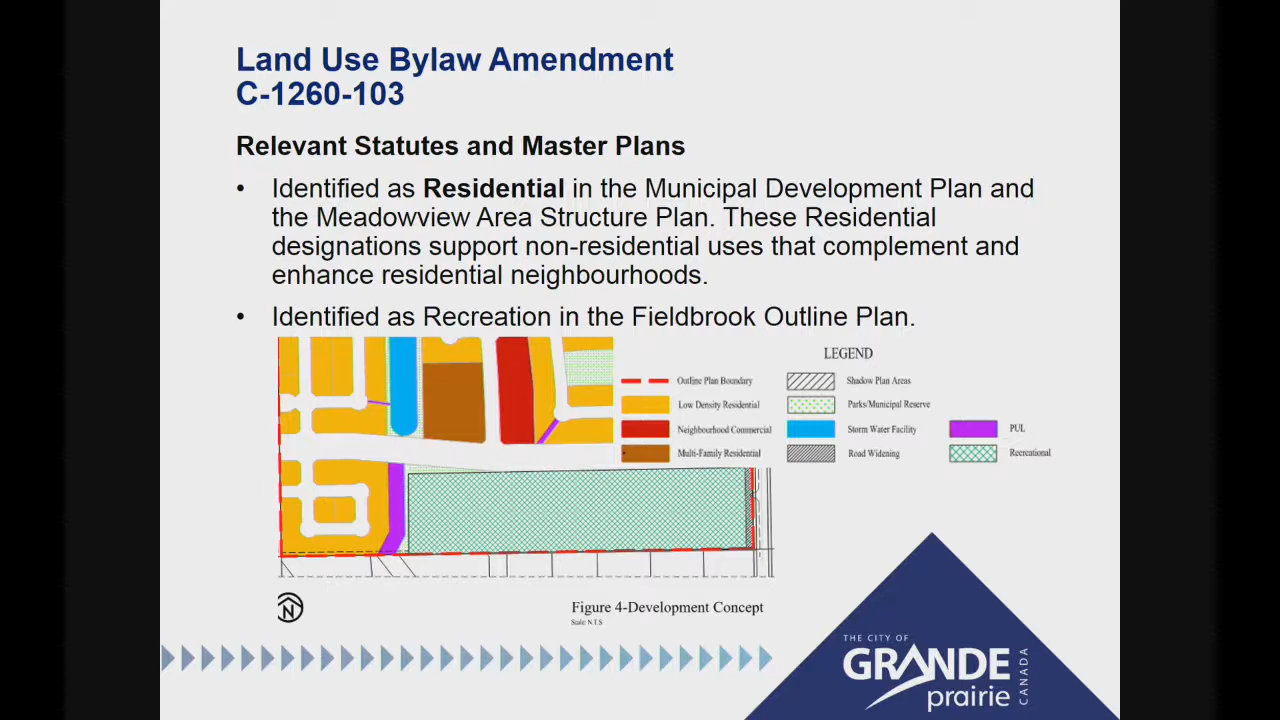 Land Use Bylaw Amendment
C-1260-103
Relevant Statutes and Master Plans
• Identified as Residential in the Municipal Development Plan and
the Meadowview Area Structure Plan. These Residential
designations support non-residential uses that complement and
enhance residential neighbourhoods.
• Identified as Recreation in the Fieldbrook Outline Plan.
LEGEND
Outline Plan Boundary
Low Density Residential
Neighbourhood Commercial
Multi-Family Residential
Shadow Plan Areas
Parks/Municipal Reserve
Storm Water Facility
Road Widening
PUL
Recreational
N
Figure 4-Development Concept
Scale: N.T.S
THE CITY OF
GRANDE
prairie
CANADA